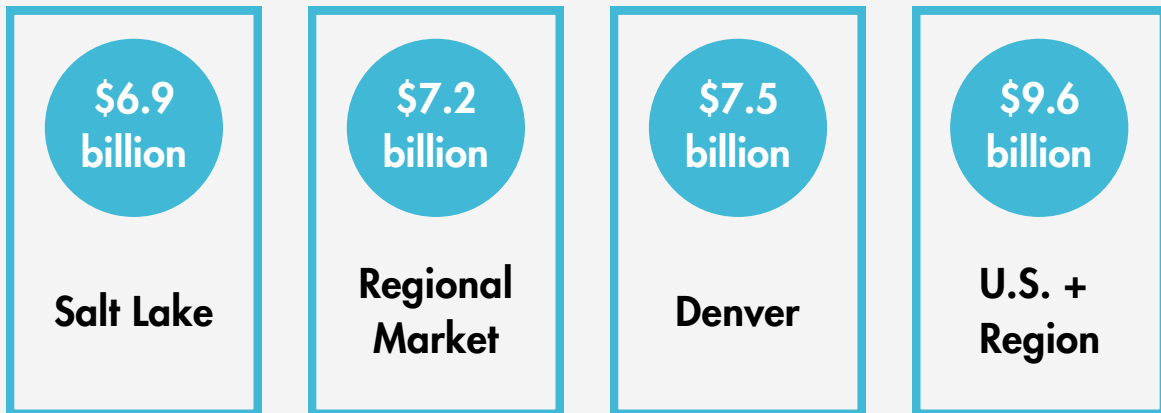 $6.9
billion
Salt Lake
$7.2
billion
Regional
Market
$7.5
billion
Denver
$9.6
billion
U.S. +
Region